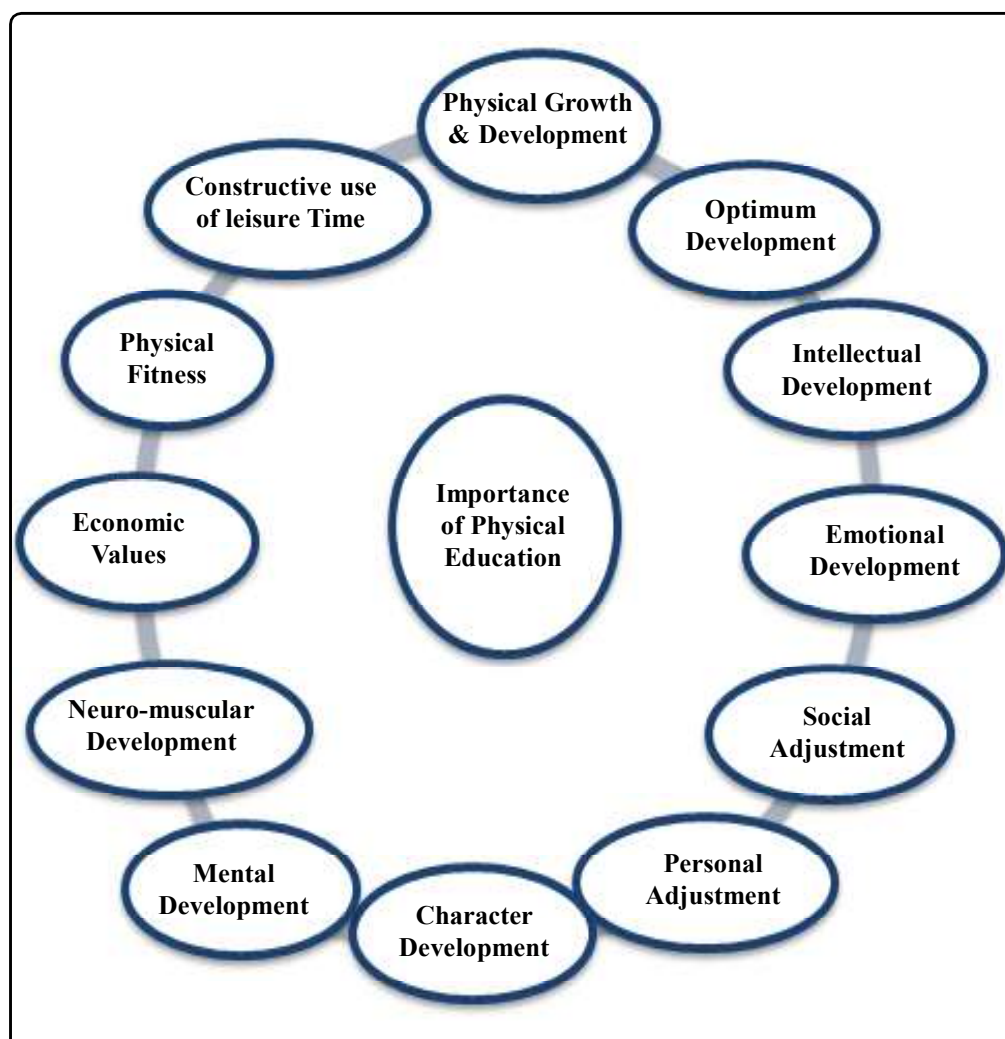 Physical Growth
& Development
Optimum
Development
Intellectual
Development
Emotional
Development
Social
Adjustment
Personal
Adjustment
Character
Development
Mental
Development
Neuro-muscular
Development
Economic
Values
Physical
Fitness
Constructive use
of leisure Time
Importance
of Physical
Education